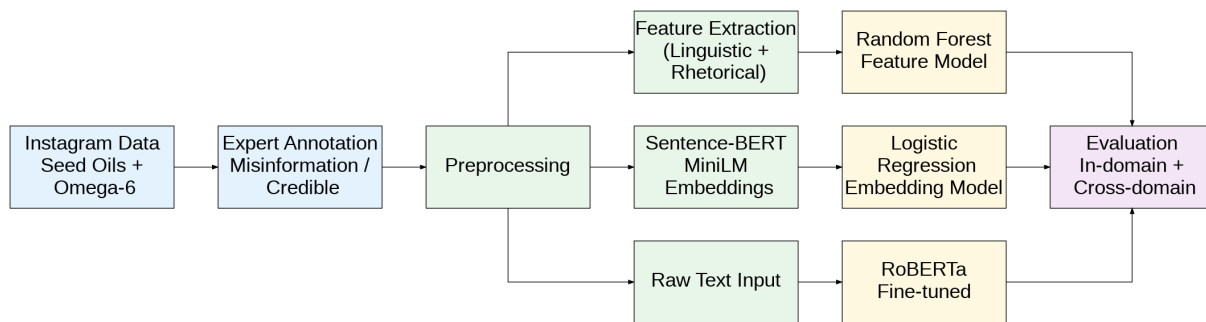 Feature Extraction
(Linguistic +
Rhetorical)
Random Forest
Feature Model
Instagram Data
Seed Oils +
Omega-6
Expert Annotation
Misinformation /
Credible
Preprocessing
Sentence-BERT
MiniLM
Embeddings
Logistic
Regression
Embedding Model
Evaluation
In-domain +
Cross-domain
Raw Text Input
RoBERTa
Fine-tuned